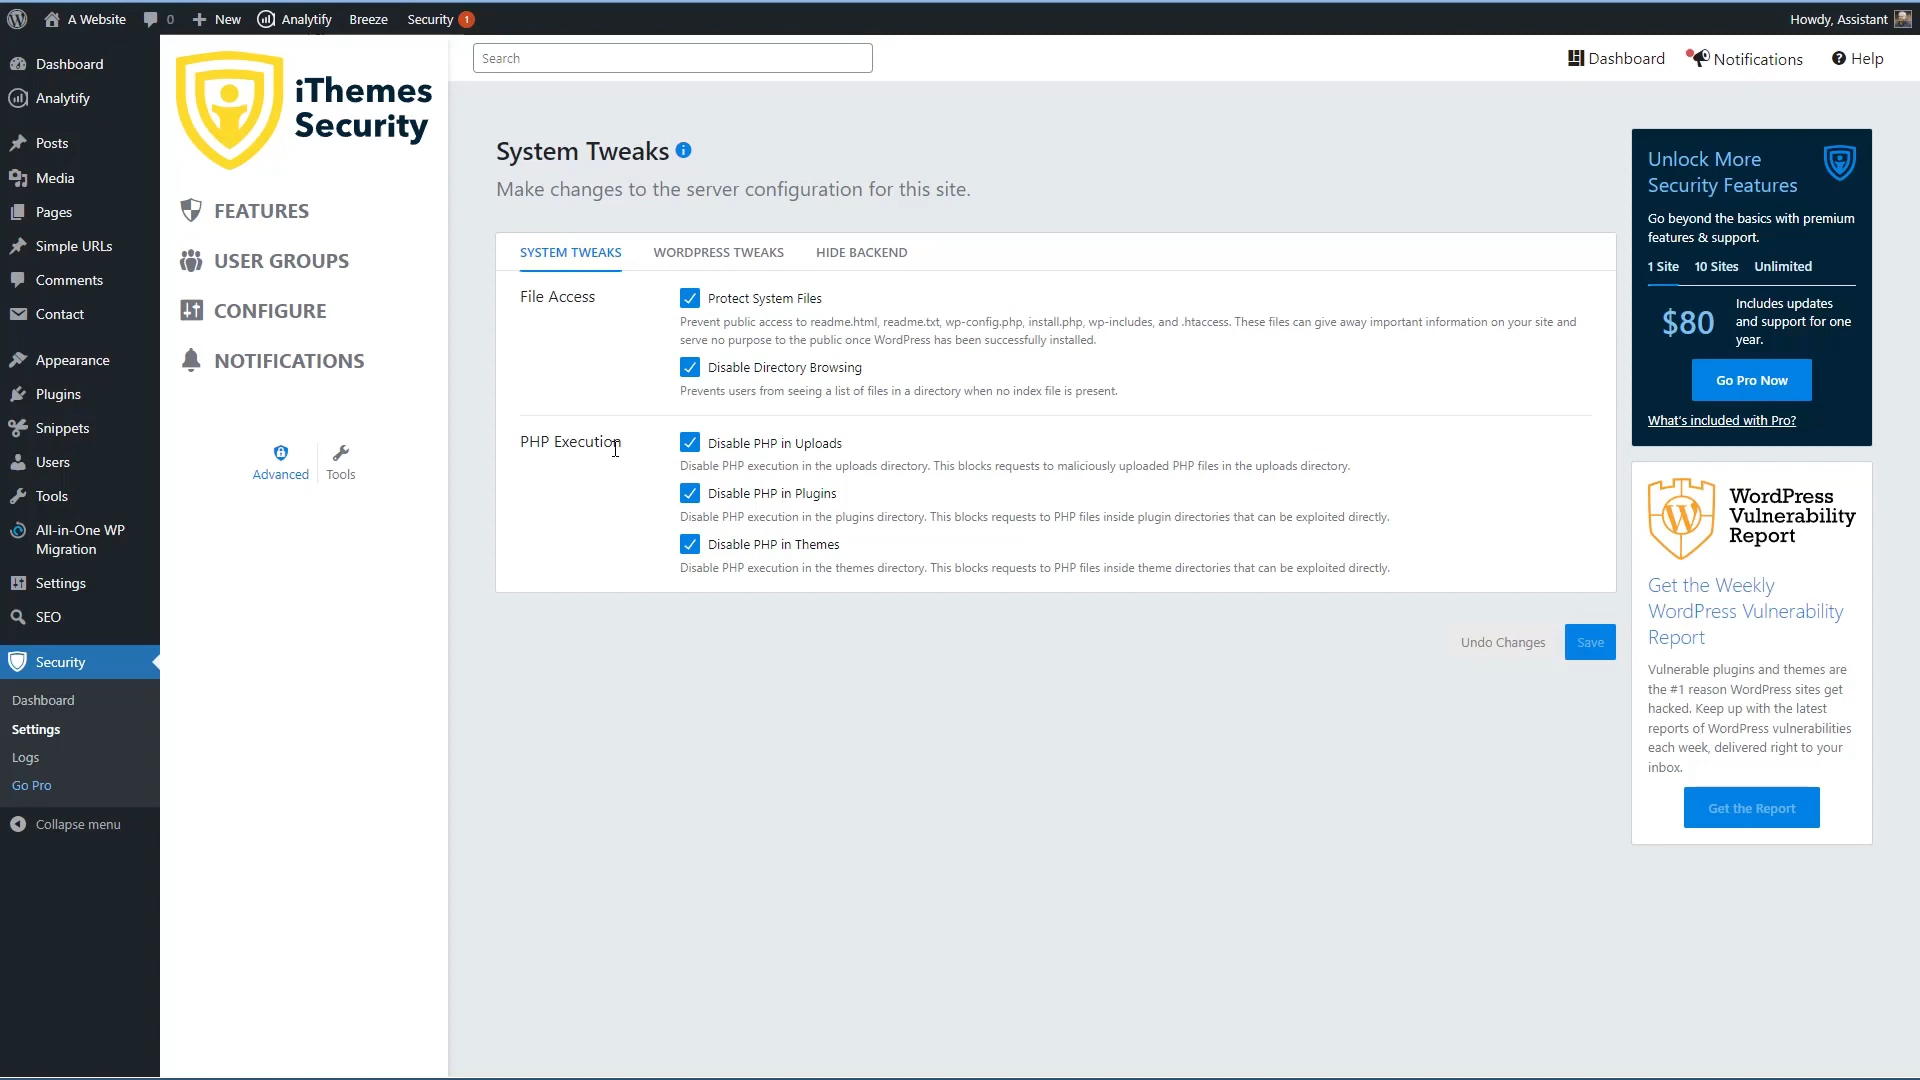 A Website
0
New
Analytify
Breeze
Security
1
Howdy, Assistant
Dashboard
Analytify
Posts
Media
Pages
Simple URLs
Comments
Contact
Appearance
Plugins
Snippets
Users
Tools
All-in-One WP
Migration
Settings
SEO
Security
Dashboard
Settings
Logs
Go Pro
Collapse menu
iThemes
Security
FEATURES
USER GROUPS
CONFIGURE
NOTIFICATIONS
Advanced
Tools
Search
Dashboard
Notifications
Help
System Tweaks
Make changes to the server configuration for this site.
SYSTEM TWEAKS
WORDPRESS TWEAKS
HIDE BACKEND
File Access
Protect System Files
Prevent public access to readme.html, readme.txt, wp-config.php, install.php, wp-includes, and .htaccess. These files can give away important information on your site and
serve no purpose to the public once WordPress has been successfully installed.
Disable Directory Browsing
Prevents users from seeing a list of files in a directory when no index file is present.
PHP Execution
Disable PHP in Uploads
Disable PHP execution in the uploads directory. This blocks requests to maliciously uploaded PHP files in the uploads directory.
Disable PHP in Plugins
Disable PHP execution in the plugins directory. This blocks requests to PHP files inside plugin directories that can be exploited directly.
Disable PHP in Themes
Disable PHP execution in the themes directory. This blocks requests to PHP files inside theme directories that can be exploited directly.
Undo Changes
Save
Unlock More
Security Features
Go beyond the basics with premium
features & support.
1 Site
10 Sites
Unlimited
$80
Includes updates
and support for one
year.
Go Pro Now
What's included with Pro?
WordPress
Vulnerability
Report
Get the Weekly
WordPress Vulnerability
Report
Vulnerable plugins and themes are
the #1 reason WordPress sites get
hacked. Keep up with the latest
reports of WordPress vulnerabilities
each week, delivered right to your
inbox.
Get the Report